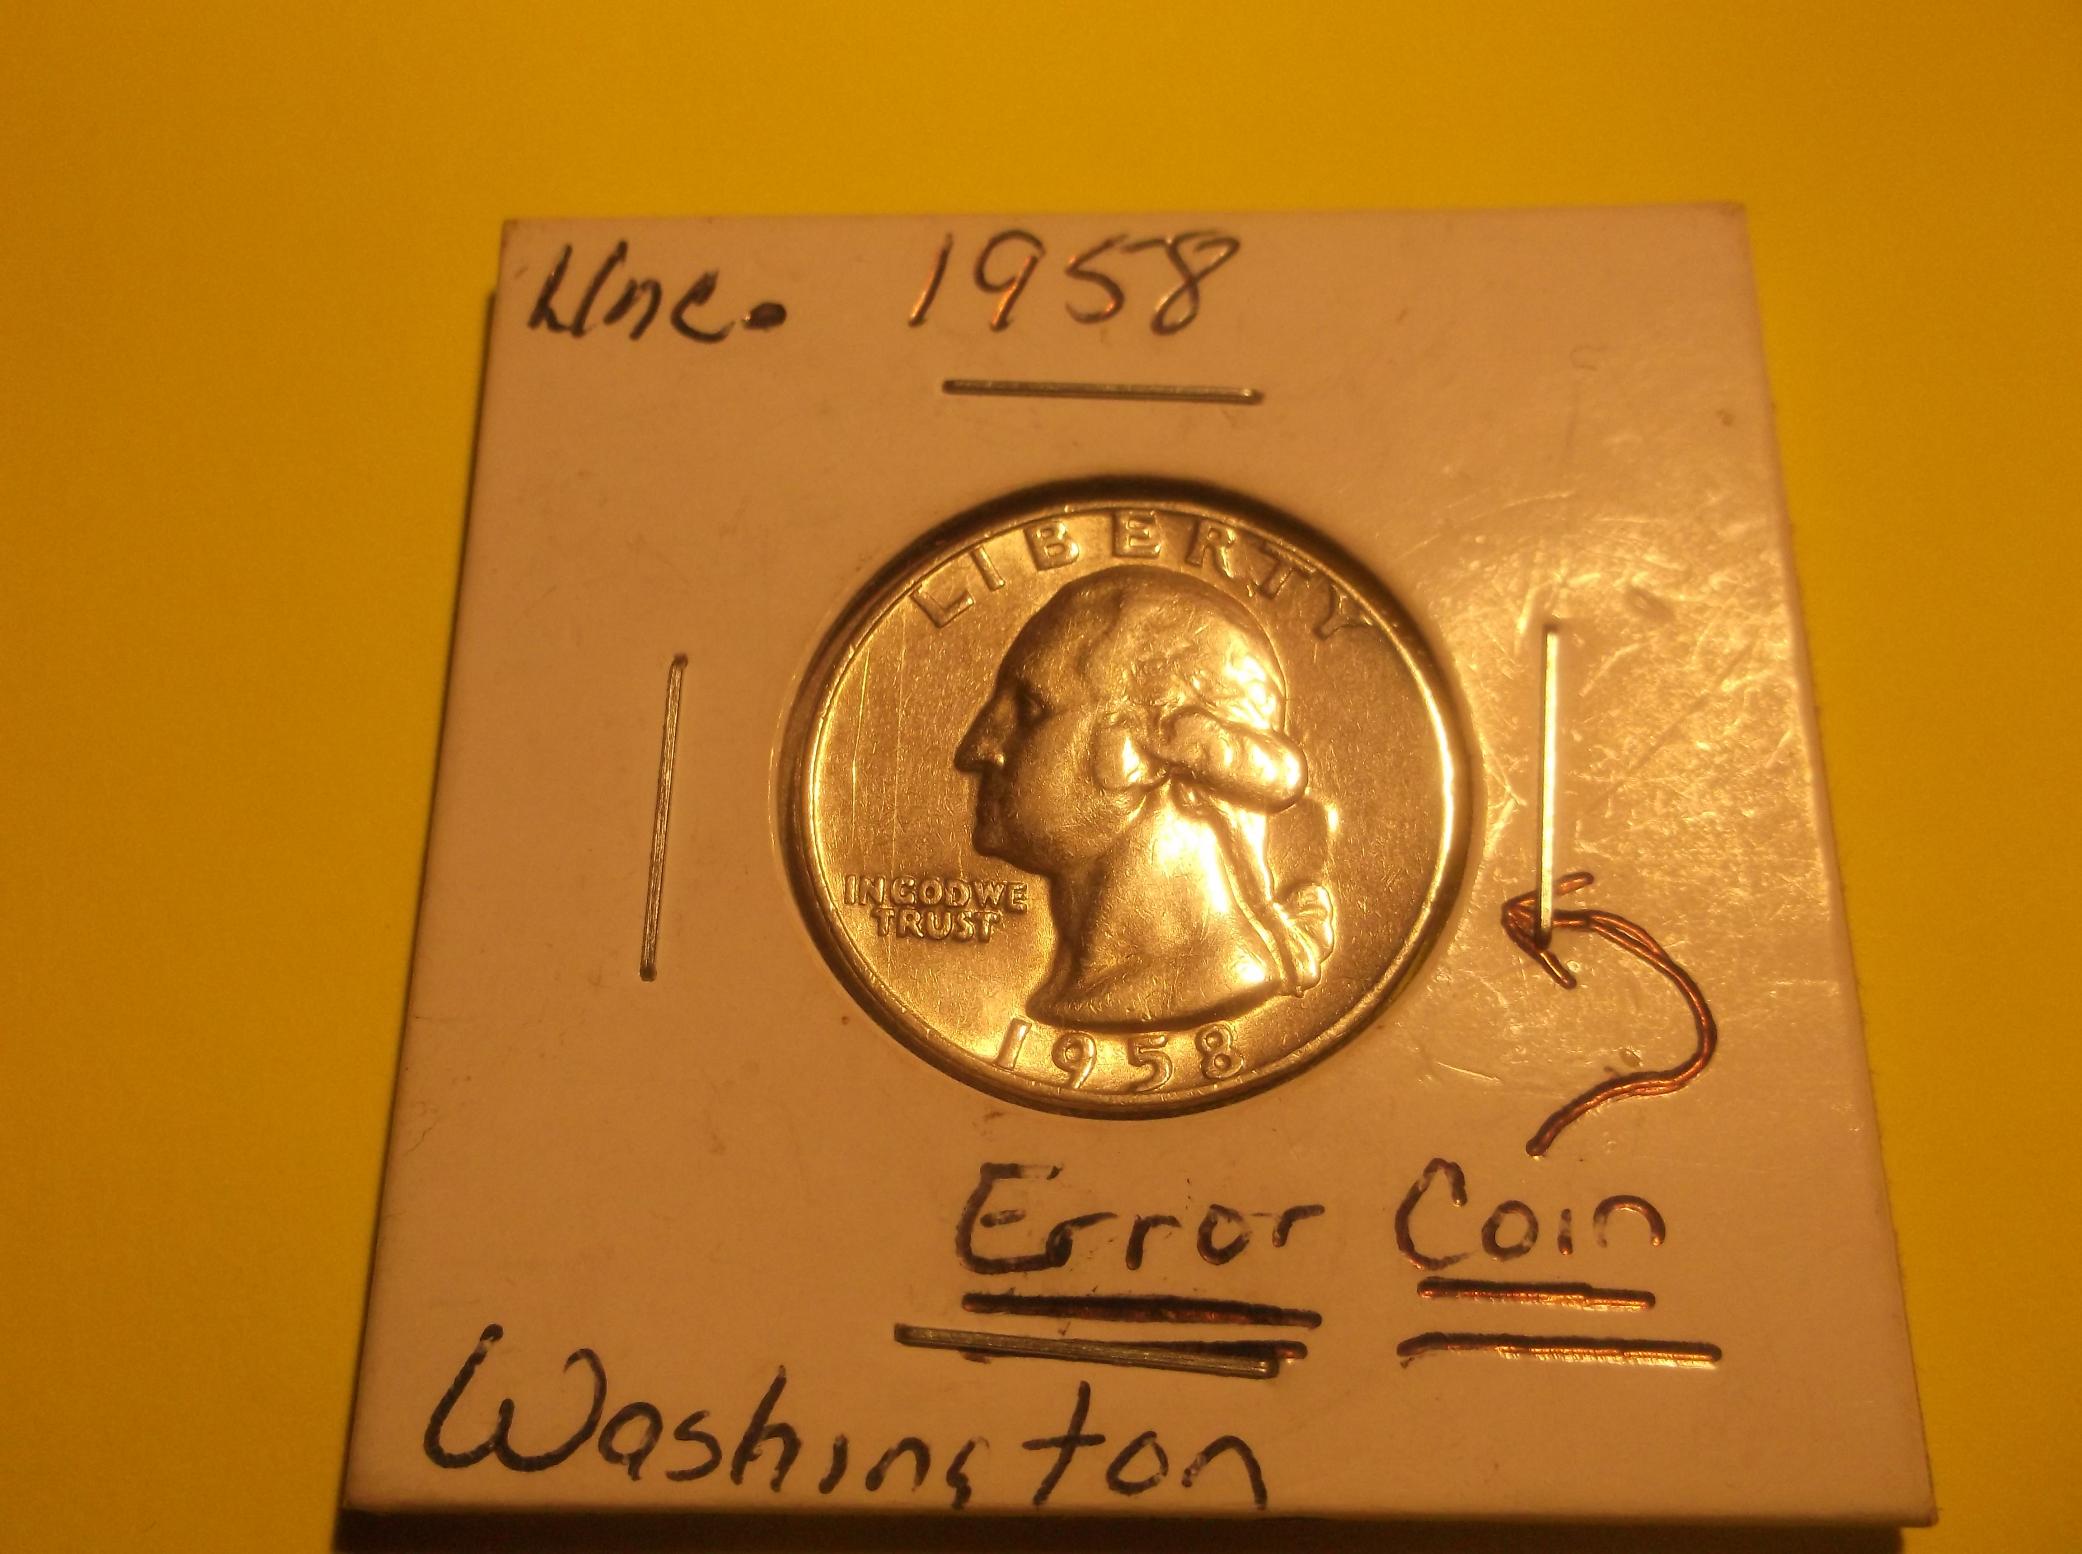 Unc. 1958
LIBERTY
IN GOD WE
TRUST
1958
Error Coin
Washington